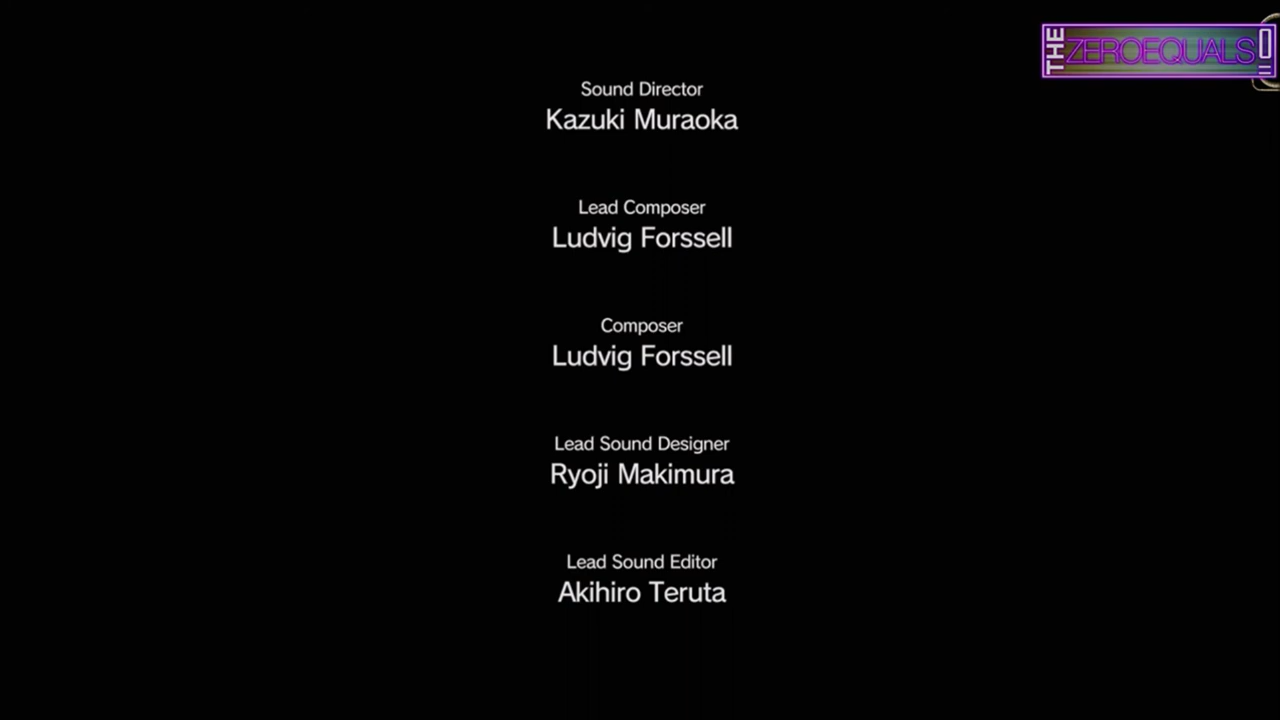 THE ZEROEQUALS
Sound Director
Kazuki Muraoka
Lead Composer
Ludvig Forssell
Composer
Ludvig Forssell
Lead Sound Designer
Ryoji Makimura
Lead Sound Editor
Akihiro Teruta